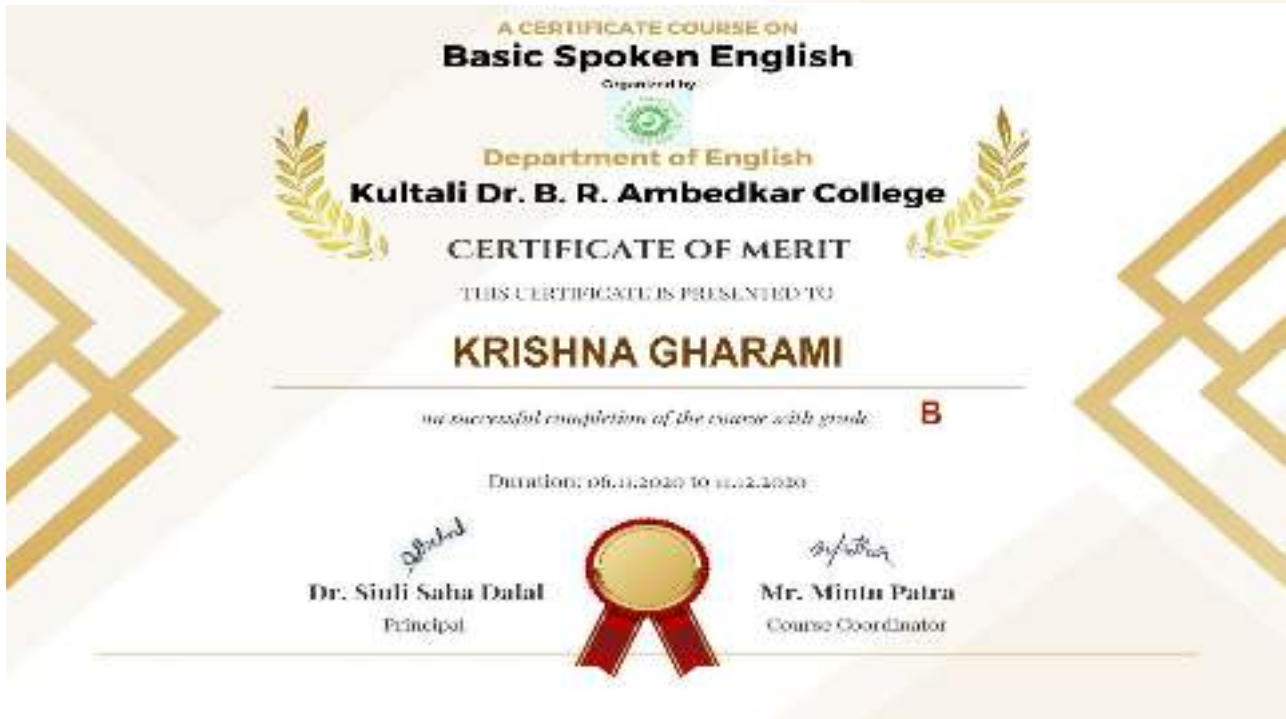 A CERTIFICATE COURSE ON
Basic Spoken English
Organized by
Department of English
Kultali Dr. B. R. Ambedkar College
CERTIFICATE OF MERIT
THIS CERTIFICATE IS PRESENTED TO
KRISHNA GHARAMI
on successful completion of the course with grade B
Duration: 06.11.2020 to 11.12.2020
Dr. Siuli Saha Dalal Mr. Mintu Patra
Principal Course Coordinator